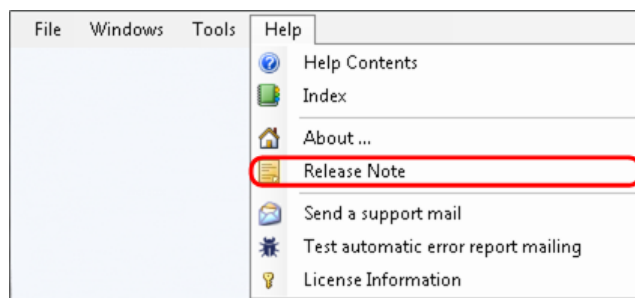 File Windows Tools Help
Help Contents
Index
About ...
Release Note
Send a support mail
Test automatic error report mailing
License Information